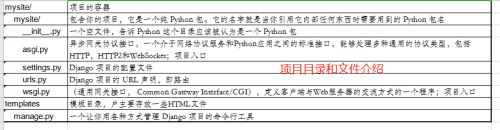 mysite/ 项目的容器
mysite/ 包含你的项目，它是一个纯 Python 包。它的名字就是当你引用它内部任何东西时需要用到的 Python 包名
__init__.py 一个空文件，告诉 Python 这个目录应该被认为是一个 Python 包
asgi.py 异步网关协议接口，一个介于网络协议服务和Python应用之间的标准接口，能够处理多种通用的协议类型，包括
HTTP，HTTP2和WebSocket；项目入口
settings.py Django 项目的配置文件
urls.py Django 项目的 URL 声明，即路由
项目目录和文件介绍
wsgi.py （通用网关接口， Common Gateway Interface/CGI），定义客户端与Web服务器的交流方式的一个程序；项目入口
templates 模板目录，主要存放一些HTML文件
manage.py 一个让你用各种方式管理 Django 项目的命令行工具